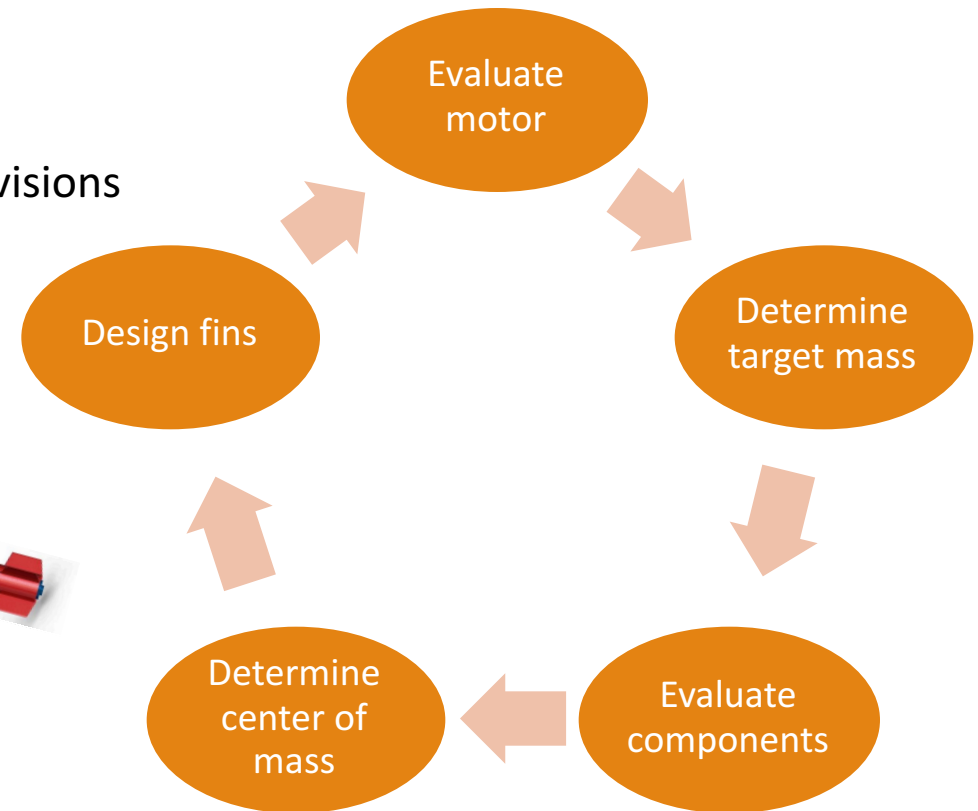 Evaluate
motor
visions
Design fins
Determine
target mass
Determine
center of
mass
Evaluate
components